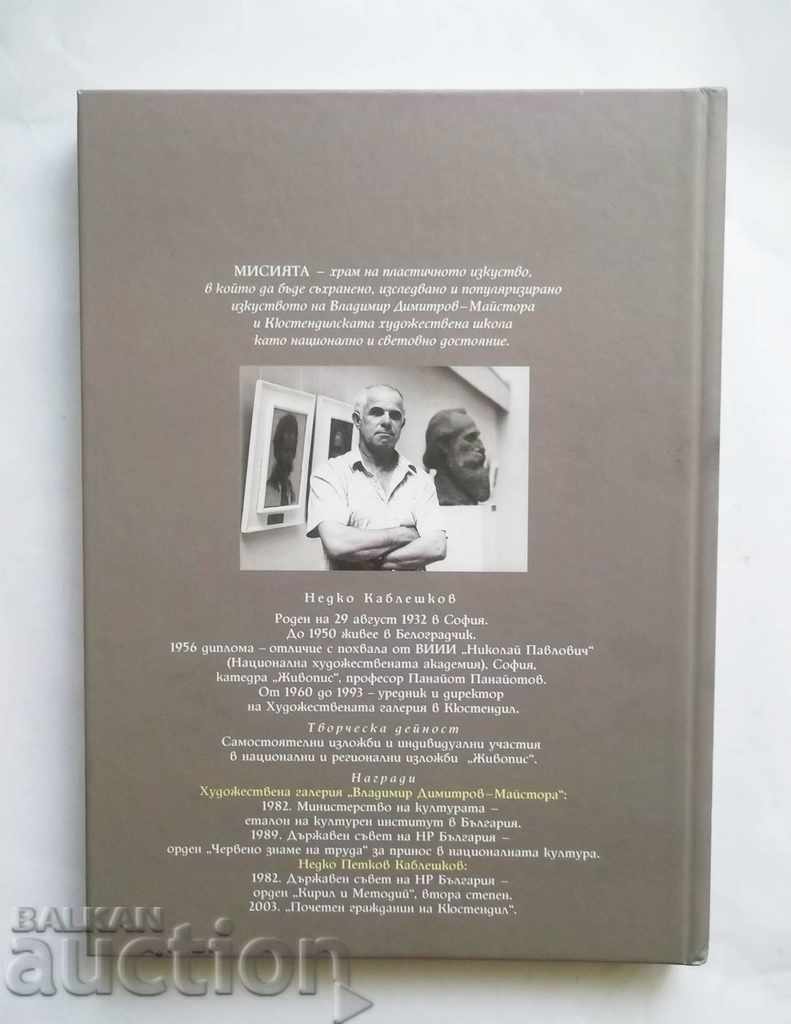 МИСИЯТА – храм на пластичното изкуство,
в който да бъде съхранено, изследвано и популяризирано
изкуството на Владимир Димитров–Майстора
и Кюстендилската художествена школа
като национално и световно достояние.
Недко Каблешков
Роден на 29 август 1932 в София.
До 1950 живее в Белоградчик.
1956 диплома – отличие с похвала от ВИИИ „Николай Павлович“
(Национална художествената академия). София,
катедра „Живопис“, професор Панайот Панайотов.
От 1960 до 1993 – уредник и директор
на Художествената галерия в Кюстендил.
Творческа дейност
Самостоятелни изложби и индивидуални участия
в национални и регионални изложби „Живопис“.
Награди
Художествена галерия „Владимир Димитров–Майстора“:
1982. Министерство на културата –
еталон на културен институт в България.
1989. Държавен съвет на НР България –
орден „Червено знаме на труда“ за принос в националната култура.
Недко Петков Каблешков:
1982. Държавен съвет на НР България –
орден „Кирил и Методий“, втора степен.
2003. „Почетен гражданин на Кюстендил“.
BALKAN
auction